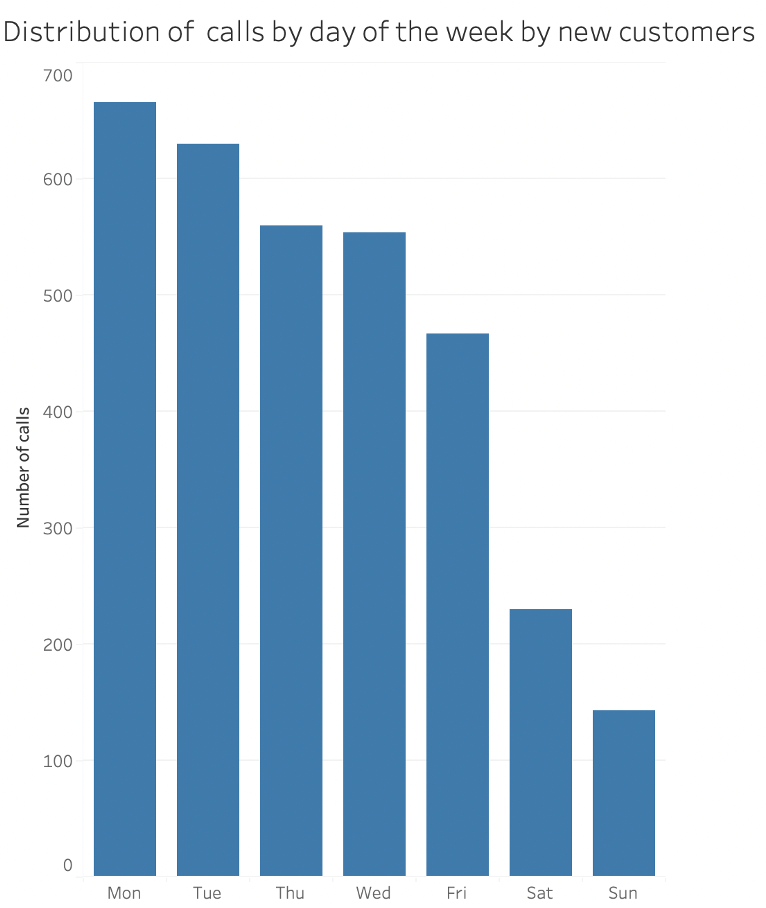 Distribution of calls by day of the week by new customers
700
600
500
400
300
200
100
0
Number of calls
Mon Tue Thu Wed Fri Sat Sun